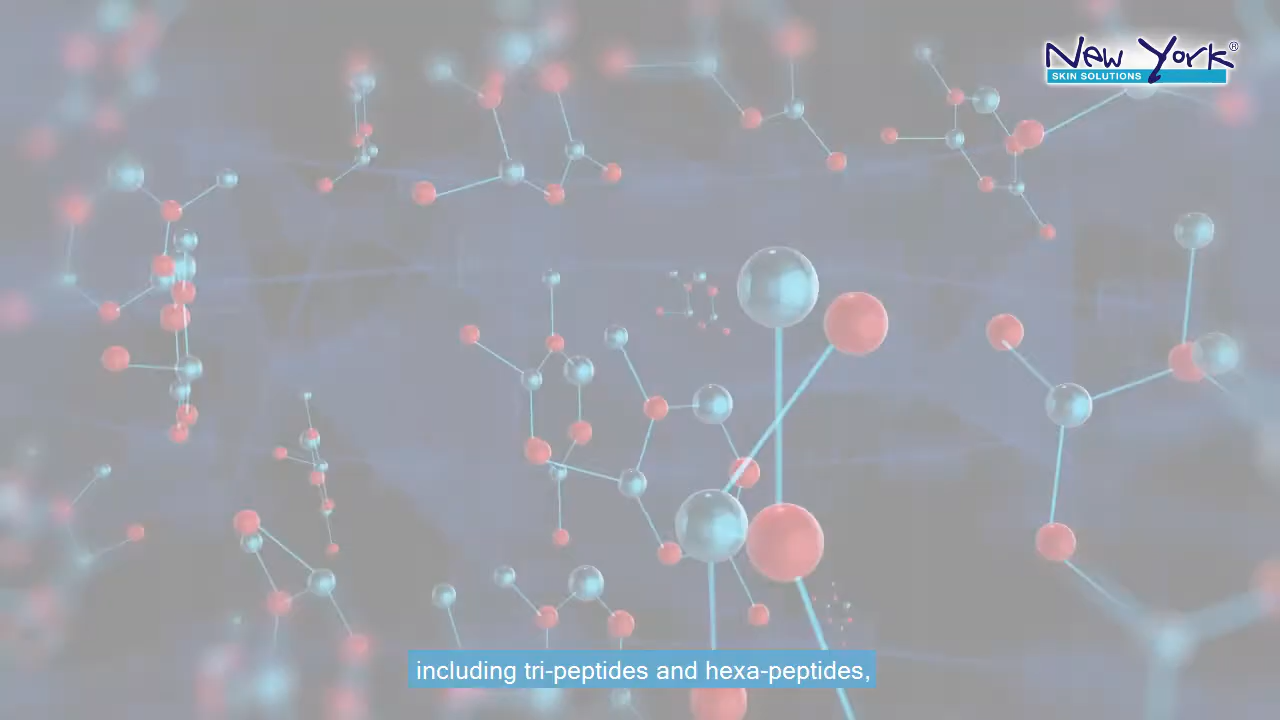 New York®
SKIN SOLUTIONS
including tri-peptides and hexa-peptides,